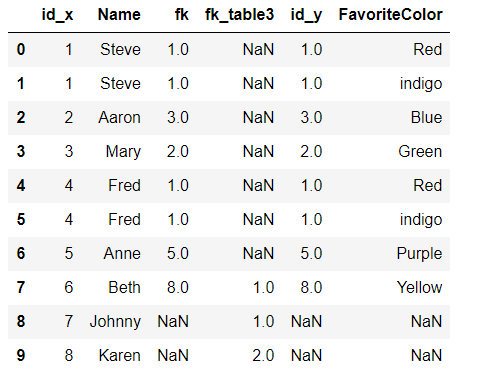 id_x Name fk fk_table3 id_y FavoriteColor
0 1 Steve 1.0 NaN 1.0 Red
1 1 Steve 1.0 NaN 1.0 indigo
2 2 Aaron 3.0 NaN 3.0 Blue
3 3 Mary 2.0 NaN 2.0 Green
4 4 Fred 1.0 NaN 1.0 Red
5 4 Fred 1.0 NaN 1.0 indigo
6 5 Anne 5.0 NaN 5.0 Purple
7 6 Beth 8.0 1.0 8.0 Yellow
8 7 Johnny NaN 1.0 NaN NaN
9 8 Karen NaN 2.0 NaN NaN